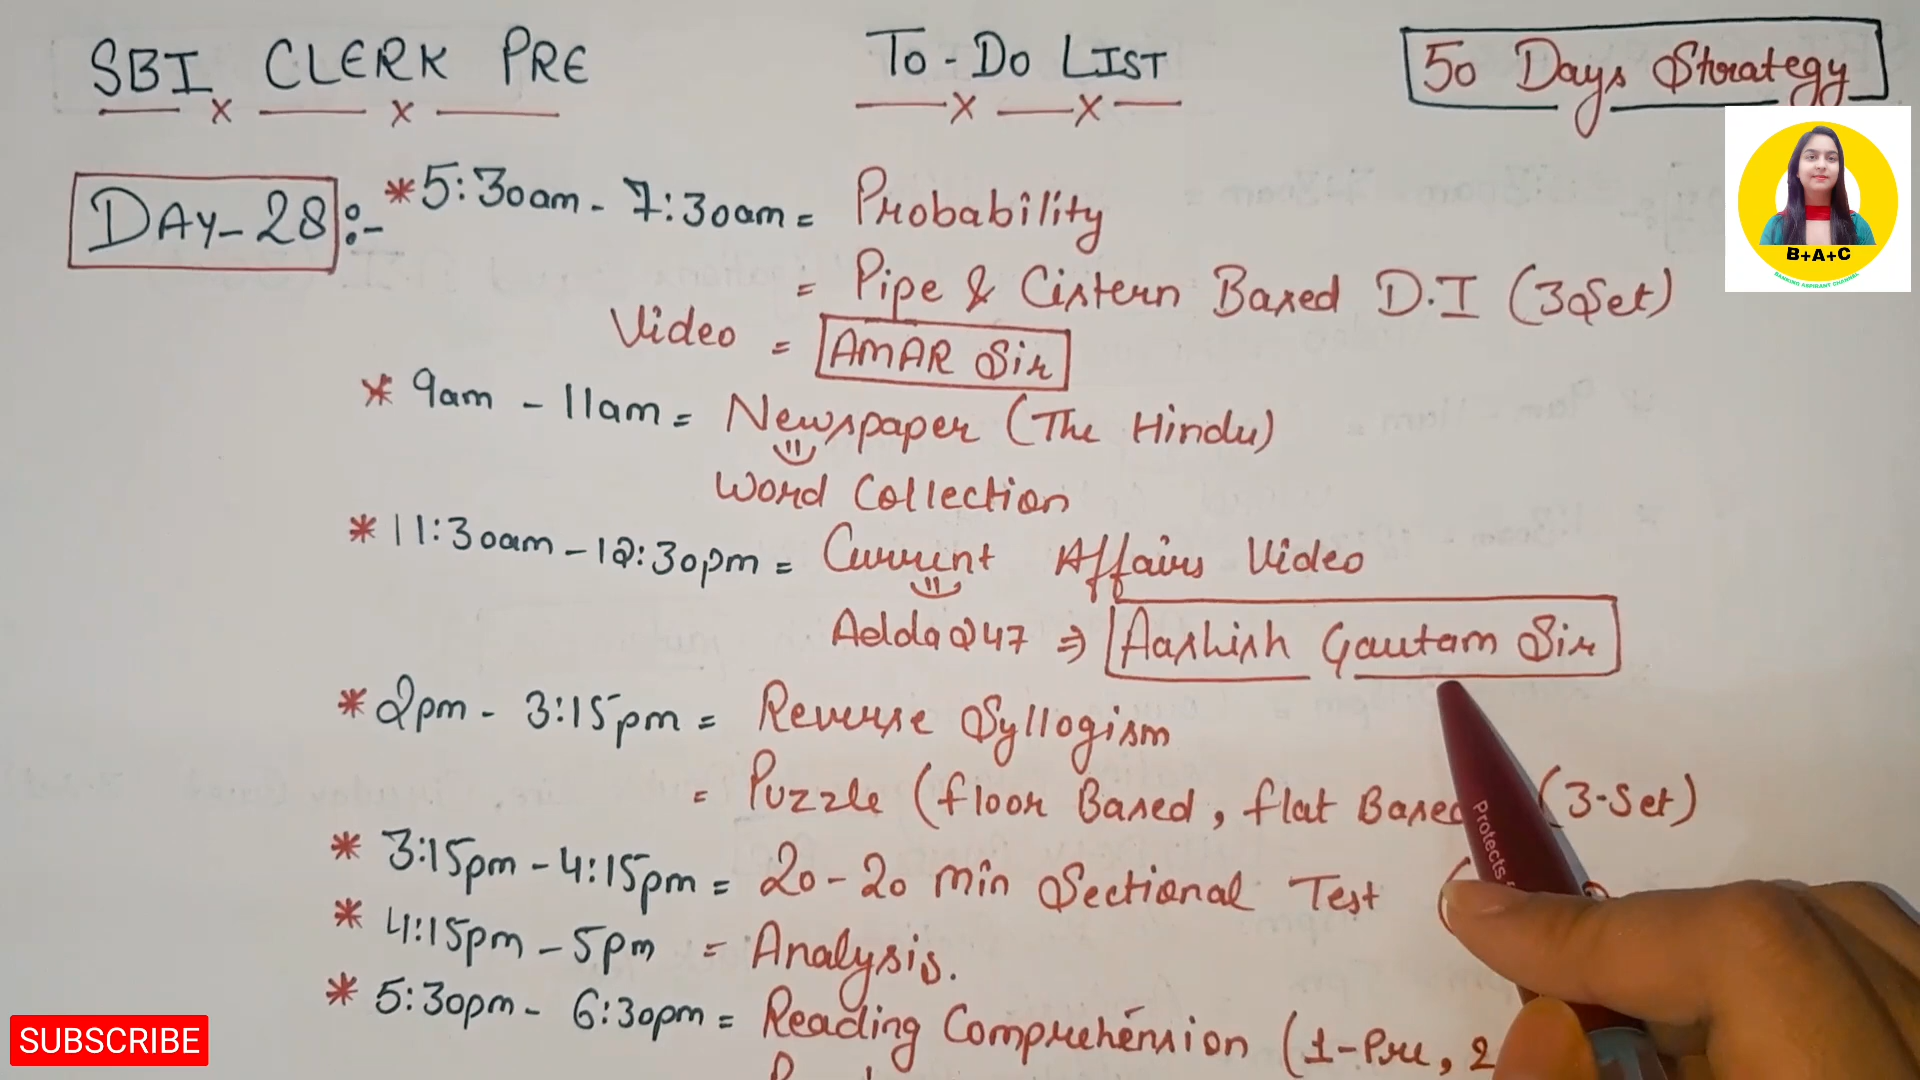 SBI CLERK PRE
TO-DO LIST
50 Days Strategy
DAY-28:-
*5:30am - 7:30am = Probability
= Pipe & Cistern Based D.I (3 Set)
Video = AMAR Sir
* 9am - 11am = Newspaper (The Hindu)
Word Collection
* 11:30am - 12:30pm = Current Affairs Video
Adda247 ⇒ Aashish Gautam Sir
* 2pm - 3:15pm = Reverse Syllogism
= Puzzle (floor Based, flat Based (3-Set)
* 3:15pm - 4:15pm = 20-20 min Sectional Test (
* 4:15pm - 5pm = Analysis.
* 5:30pm - 6:30pm = Reading Comprehension (1-Pre, 2
B+A+C
BANKING ASPIRANT CHANNEL
Protects
SUBSCRIBE